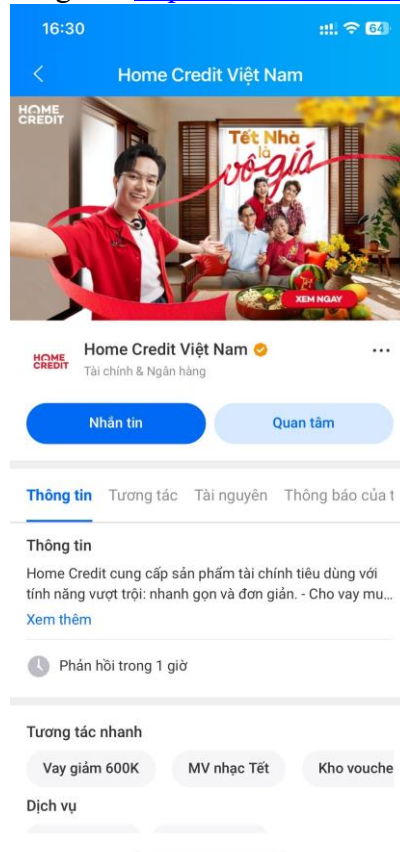 16:30
64
Home Credit Việt Nam
HOME
CREDIT
Tết Nhà
là
vô giá
XEM NGAY
HOME
CREDIT
Home Credit Việt Nam
...
Tài chính & Ngân hàng
Nhắn tin
Quan tâm
Thông tin
Tương tác
Tài nguyên
Thông báo của t
Thông tin
Home Credit cung cấp sản phẩm tài chính tiêu dùng với
tính năng vượt trội: nhanh gọn và đơn giản. - Cho vay mu...
Xem thêm
Phản hồi trong 1 giờ
Tương tác nhanh
Vay giảm 600K
MV nhạc Tết
Kho vouche
Dịch vụ